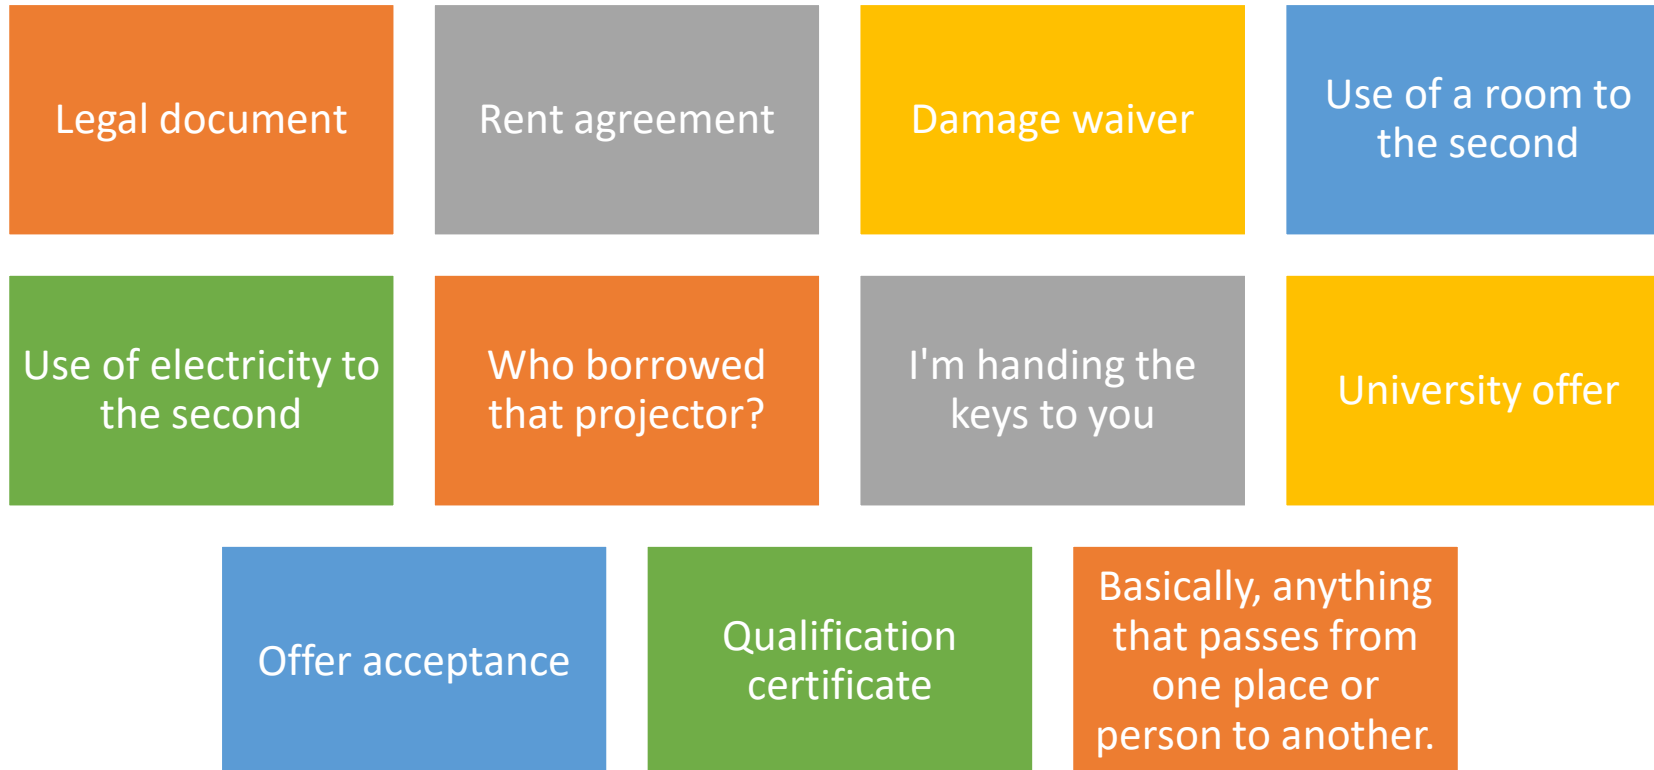 Legal document
Rent agreement
Damage waiver
Use of a room to
the second
Use of electricity to
the second
Who borrowed
that projector?
I'm handing the
keys to you
University offer
Offer acceptance
Qualification
certificate
Basically, anything
that passes from
one place or
person to another.